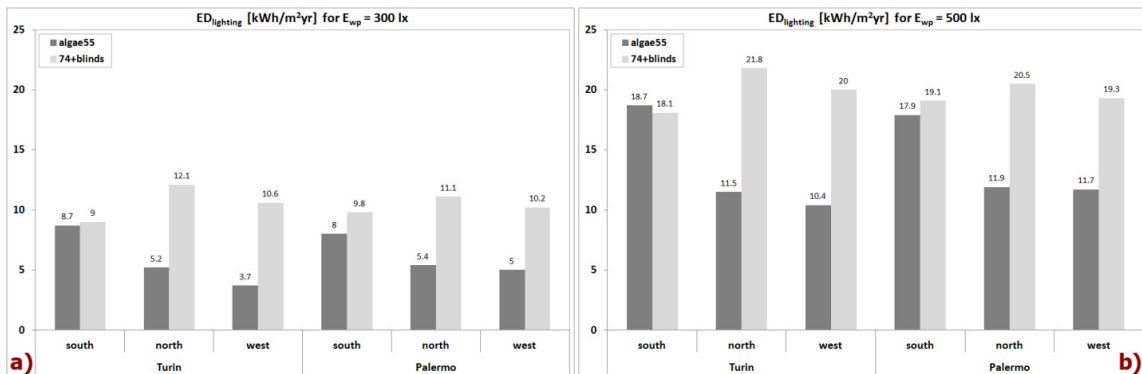 ED_lighting [kWh/m²yr] for E_wp = 300 lx
25
20
15
10
5
0
algae55
74+blinds
8.7 9 5.2 12.1 3.7 10.6 8 9.8 5.4 11.1 5 10.2
south north west south north west
Turin Palermo
a)
ED_lighting [kWh/m²yr] for E_wp = 500 lx
25
20
15
10
5
0
algae55
74+blinds
18.7 18.1 11.5 21.8 10.4 20 17.9 19.1 11.9 20.5 11.7 19.3
south north west south north west
Turin Palermo
b)